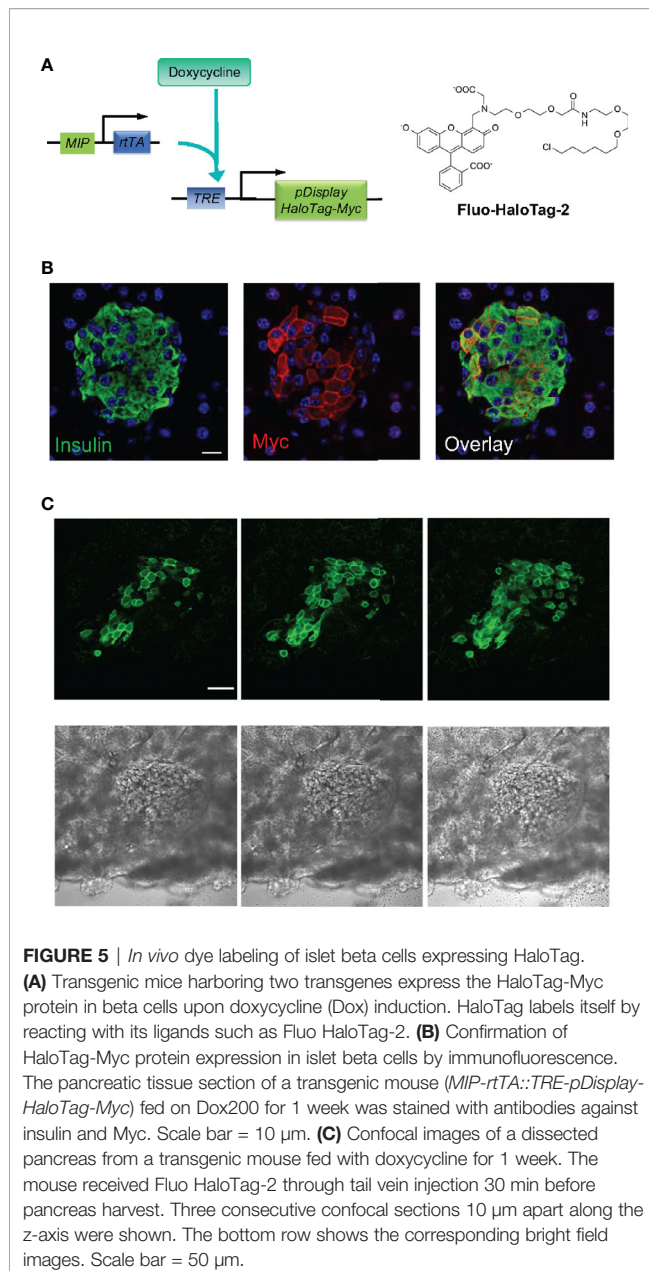 A
Doxycycline
MIP
rtTA
TRE
pDisplay
HaloTag-Myc
⁻OOC
N
O
O
O
N
H
O
O
Cl
O
O
O
COO⁻
Fluo-HaloTag-2
B
Insulin
Myc
Overlay
C
FIGURE 5 | In vivo dye labeling of islet beta cells expressing HaloTag.
(A) Transgenic mice harboring two transgenes express the HaloTag-Myc
protein in beta cells upon doxycycline (Dox) induction. HaloTag labels itself by
reacting with its ligands such as Fluo HaloTag-2. (B) Confirmation of
HaloTag-Myc protein expression in islet beta cells by immunofluorescence.
The pancreatic tissue section of a transgenic mouse (MIP-rtTA::TRE-pDisplay-
HaloTag-Myc) fed on Dox200 for 1 week was stained with antibodies against
insulin and Myc. Scale bar = 10 µm. (C) Confocal images of a dissected
pancreas from a transgenic mouse fed with doxycycline for 1 week. The
mouse received Fluo HaloTag-2 through tail vein injection 30 min before
pancreas harvest. Three consecutive confocal sections 10 µm apart along the
z-axis were shown. The bottom row shows the corresponding bright field
images. Scale bar = 50 µm.